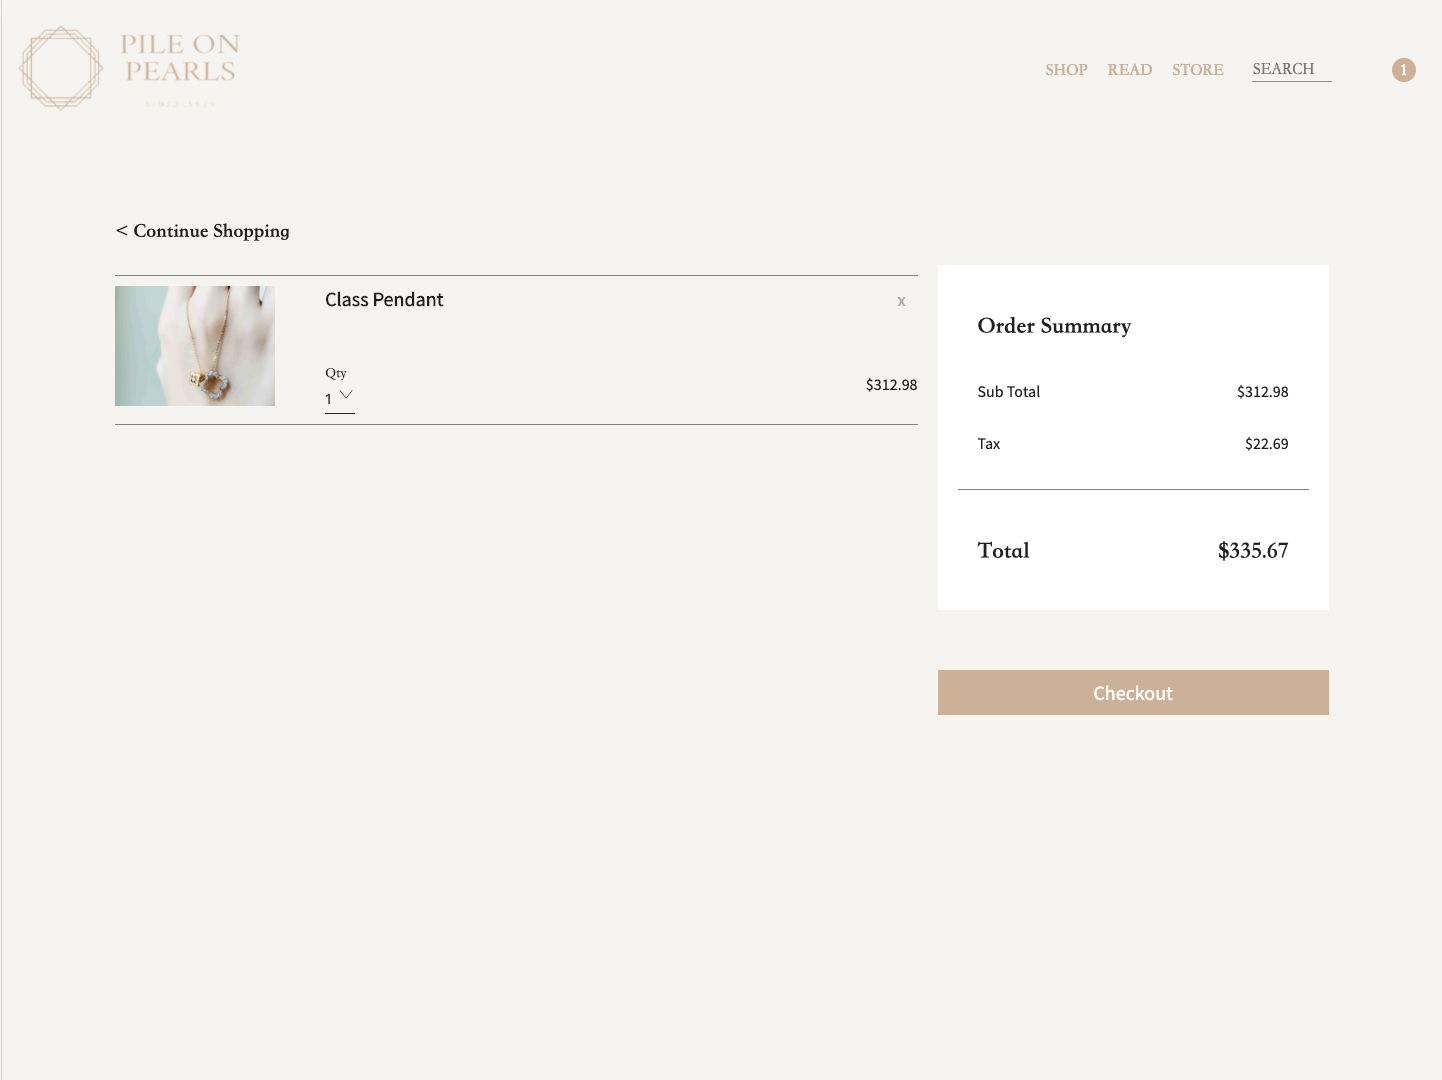 PILE ON
PEARLS
SHOP READ STORE SEARCH 1
< Continue Shopping
Class Pendant x
Qty
1
$312.98
Order Summary
Sub Total $312.98
Tax $22.69
Total $335.67
Checkout